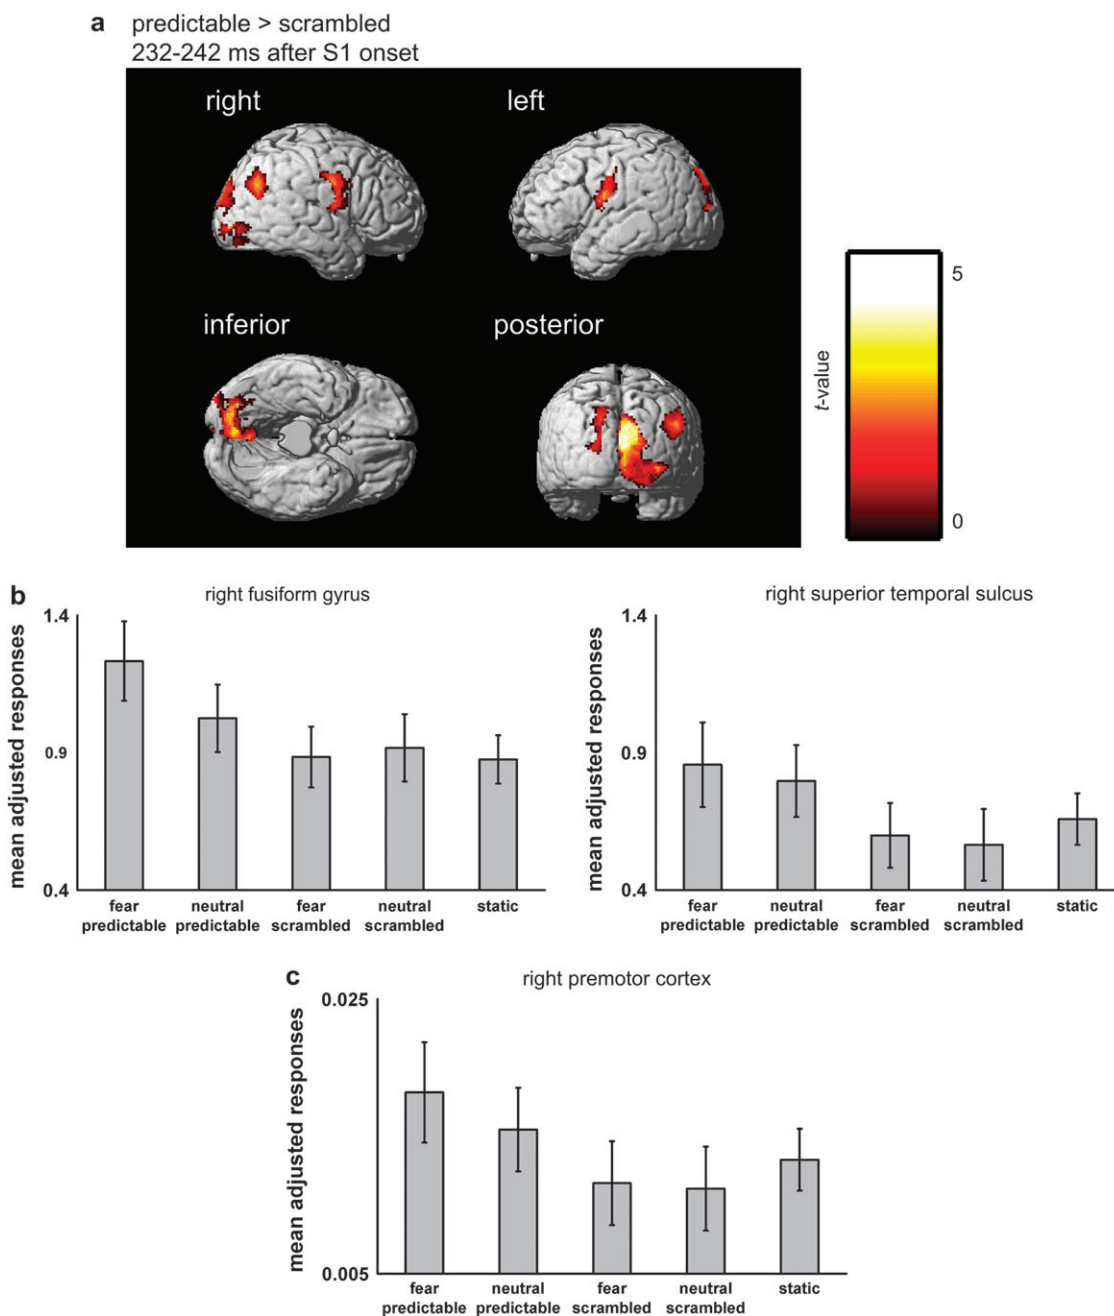 a predictable > scrambled
232-242 ms after S1 onset
right
left
inferior
posterior
5
t-value
0
b
right fusiform gyrus
1.4
mean adjusted responses
0.9
0.4
fear
predictable
neutral
predictable
fear
scrambled
neutral
scrambled
static
right superior temporal sulcus
1.4
mean adjusted responses
0.9
0.4
fear
predictable
neutral
predictable
fear
scrambled
neutral
scrambled
static
c
right premotor cortex
0.025
mean adjusted responses
0.005
fear
predictable
neutral
predictable
fear
scrambled
neutral
scrambled
static